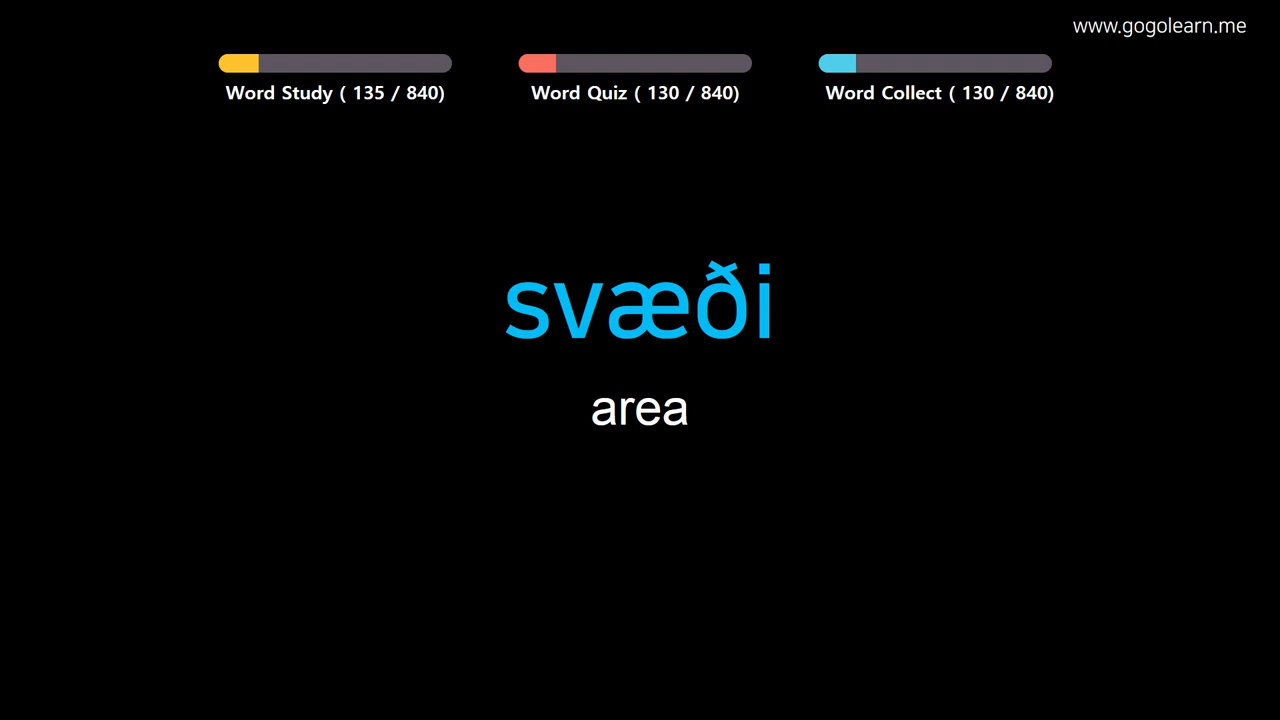 www.gogolearn.me
Word Study ( 135 / 840)
Word Quiz ( 130 / 840)
Word Collect ( 130 / 840)
svæði
area